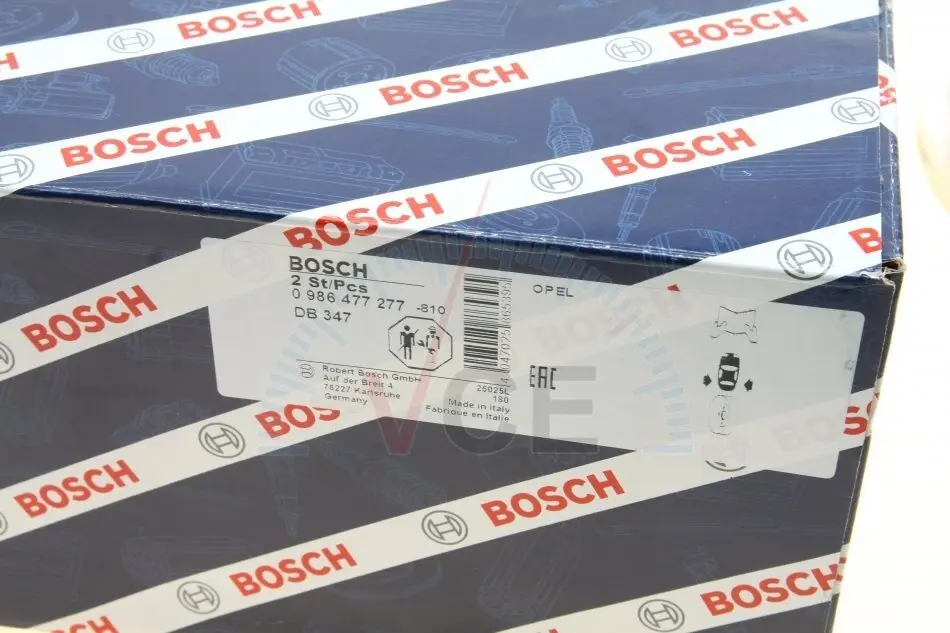 BOSCH
BOSCH
BOSCH
BOSCH
BOSCH
BOSCH
BOSCH
BOSCH
2 St/Pcs
0 986 477 277 -810
DB 347
OPEL
Robert Bosch GmbH
Auf der Breit 4
76227 Karlsruhe
Germany
25025L
180
Made in Italy
Fabriqué en Italie
EAC
VCE
BOSCH
BOSCH
BOSCH
BOSCH
BOSCH